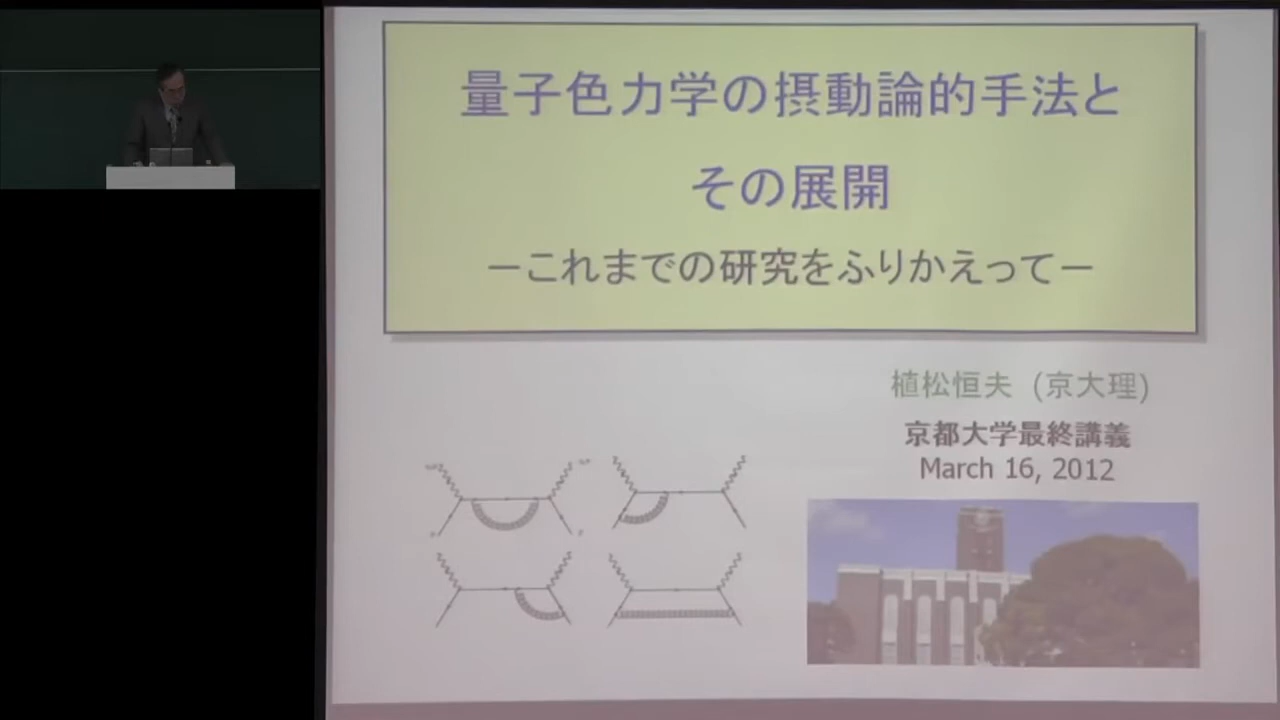 量子色力学の摂動論的手法と
その展開
－これまでの研究をふりかえって－
植松恒夫 (京大理)
京都大学最終講義
March 16, 2012